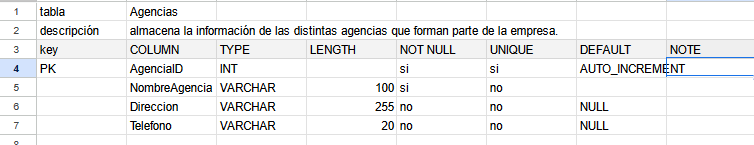 1 tabla Agencias
2 descripción almacena la información de las distintas agencias que forman parte de la empresa.
3 key COLUMN TYPE LENGTH NOT NULL UNIQUE DEFAULT NOTE
4 PK AgenciaID INT si si AUTO_INCREMENT
5 NombreAgencia VARCHAR 100 si no
6 Direccion VARCHAR 255 no no NULL
7 Telefono VARCHAR 20 no no NULL